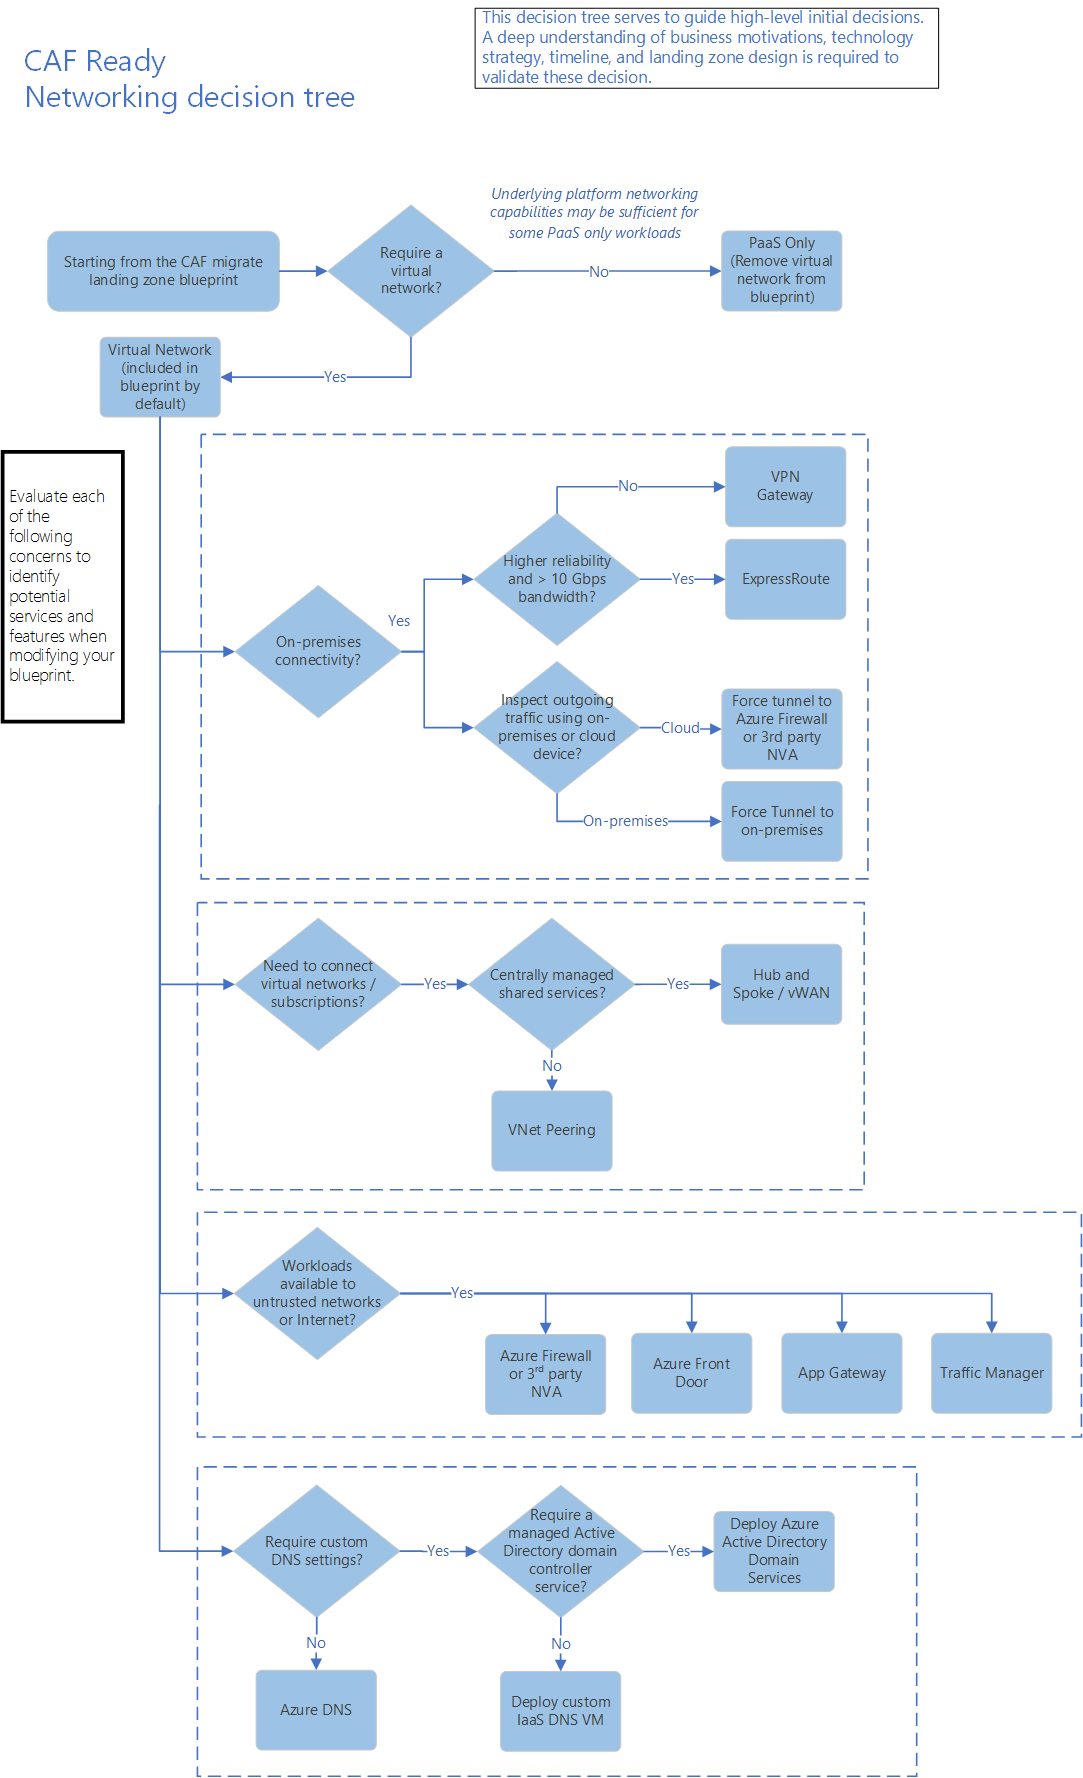 This decision tree serves to guide high-level initial decisions.
A deep understanding of business motivations, technology
strategy, timeline, and landing zone design is required to
validate these decision.
CAF Ready
Networking decision tree
Underlying platform networking
capabilities may be sufficient for
some PaaS only workloads
Starting from the CAF migrate
landing zone blueprint
Require a
virtual
network?
No
PaaS Only
(Remove virtual
network from
blueprint)
Yes
Virtual Network
(included in
blueprint by
default)
Evaluate each
of the
following
concerns to
identify
potential
services and
features when
modifying your
blueprint.
On-premises
connectivity?
Yes
Higher reliability
and > 10 Gbps
bandwidth?
No
VPN
Gateway
Yes
ExpressRoute
Inspect outgoing
traffic using on-
premises or cloud
device?
Cloud
Force tunnel to
Azure Firewall
or 3rd party
NVA
On-premises
Force Tunnel to
on-premises
Need to connect
virtual networks /
subscriptions?
Yes
Centrally managed
shared services?
Yes
Hub and
Spoke / vWAN
No
VNet Peering
Workloads
available to
untrusted networks
or Internet?
Yes
Azure Firewall
or 3rd party
NVA
Azure Front
Door
App Gateway
Traffic Manager
Require custom
DNS settings?
Yes
Require a
managed Active
Directory domain
controller
service?
Yes
Deploy Azure
Active Directory
Domain
Services
No
Azure DNS
No
Deploy custom
IaaS DNS VM